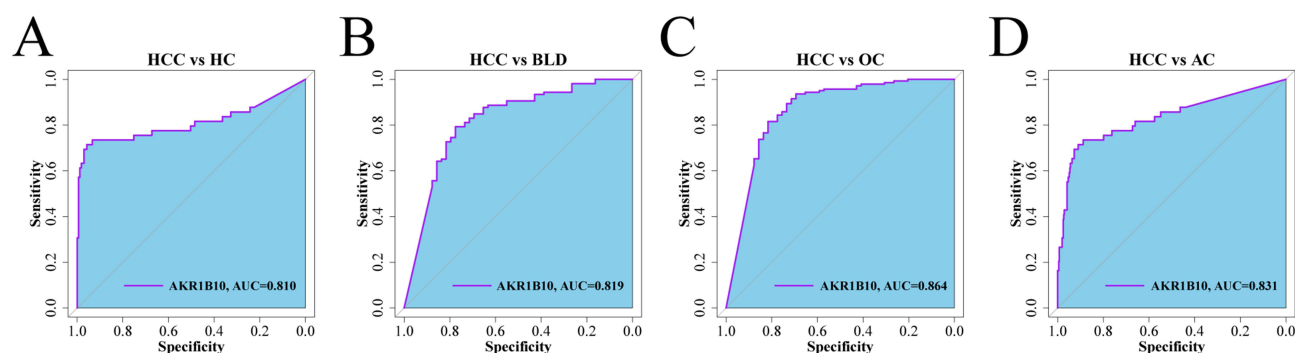 A
HCC vs HC
Sensitivity
0.0 0.2 0.4 0.6 0.8 1.0
AKR1B10, AUC=0.810
1.0 0.8 0.6 0.4 0.2 0.0
Specificity
B
HCC vs BLD
Sensitivity
0.0 0.2 0.4 0.6 0.8 1.0
AKR1B10, AUC=0.819
1.0 0.8 0.6 0.4 0.2 0.0
Specificity
C
HCC vs OC
Sensitivity
0.0 0.2 0.4 0.6 0.8 1.0
AKR1B10, AUC=0.864
1.0 0.8 0.6 0.4 0.2 0.0
Specificity
D
HCC vs AC
Sensitivity
0.0 0.2 0.4 0.6 0.8 1.0
AKR1B10, AUC=0.831
1.0 0.8 0.6 0.4 0.2 0.0
Specificity